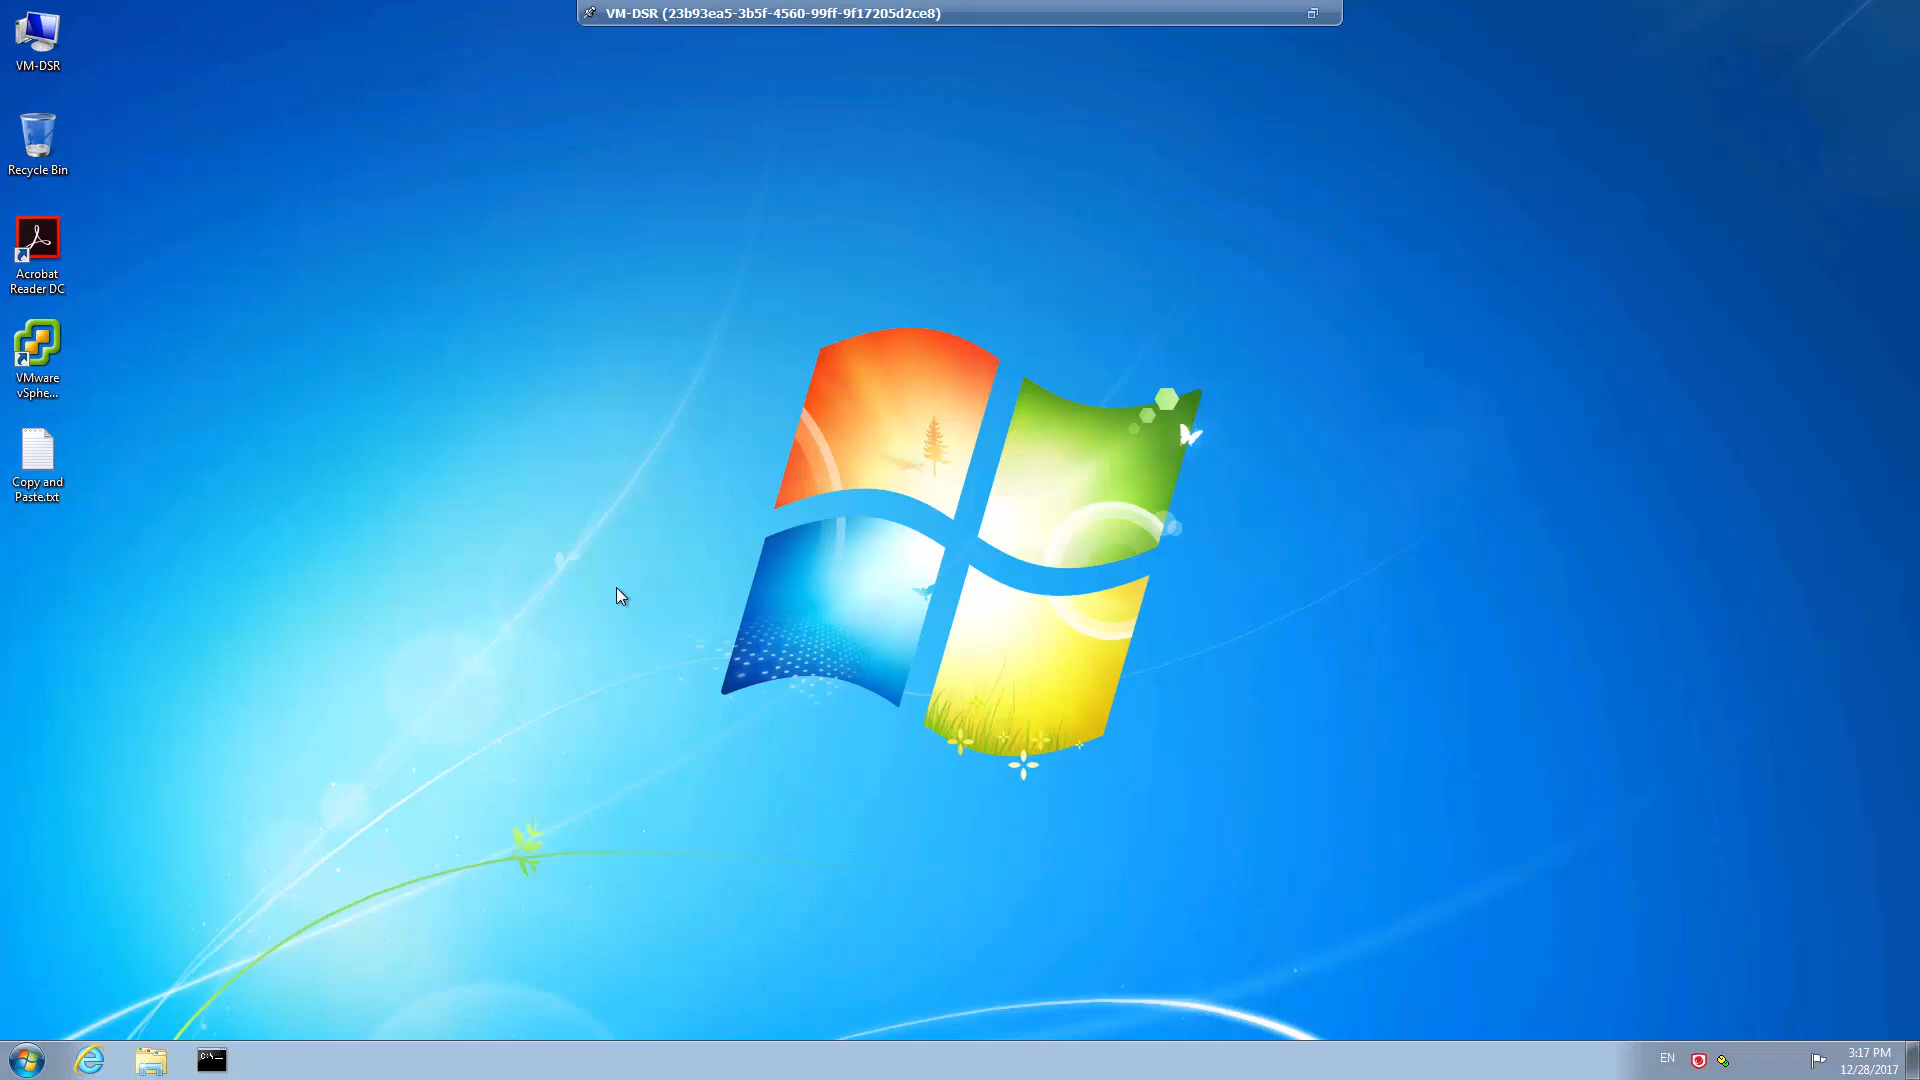 VM-DSR (23b93ea5-3b5f-4560-99ff-9f17205d2ce8)
VM-DSR
Recycle Bin
Acrobat
Reader DC
VMware
vSphe...
Copy and
Paste.txt
C:\_
EN
3:17 PM
12/28/2017